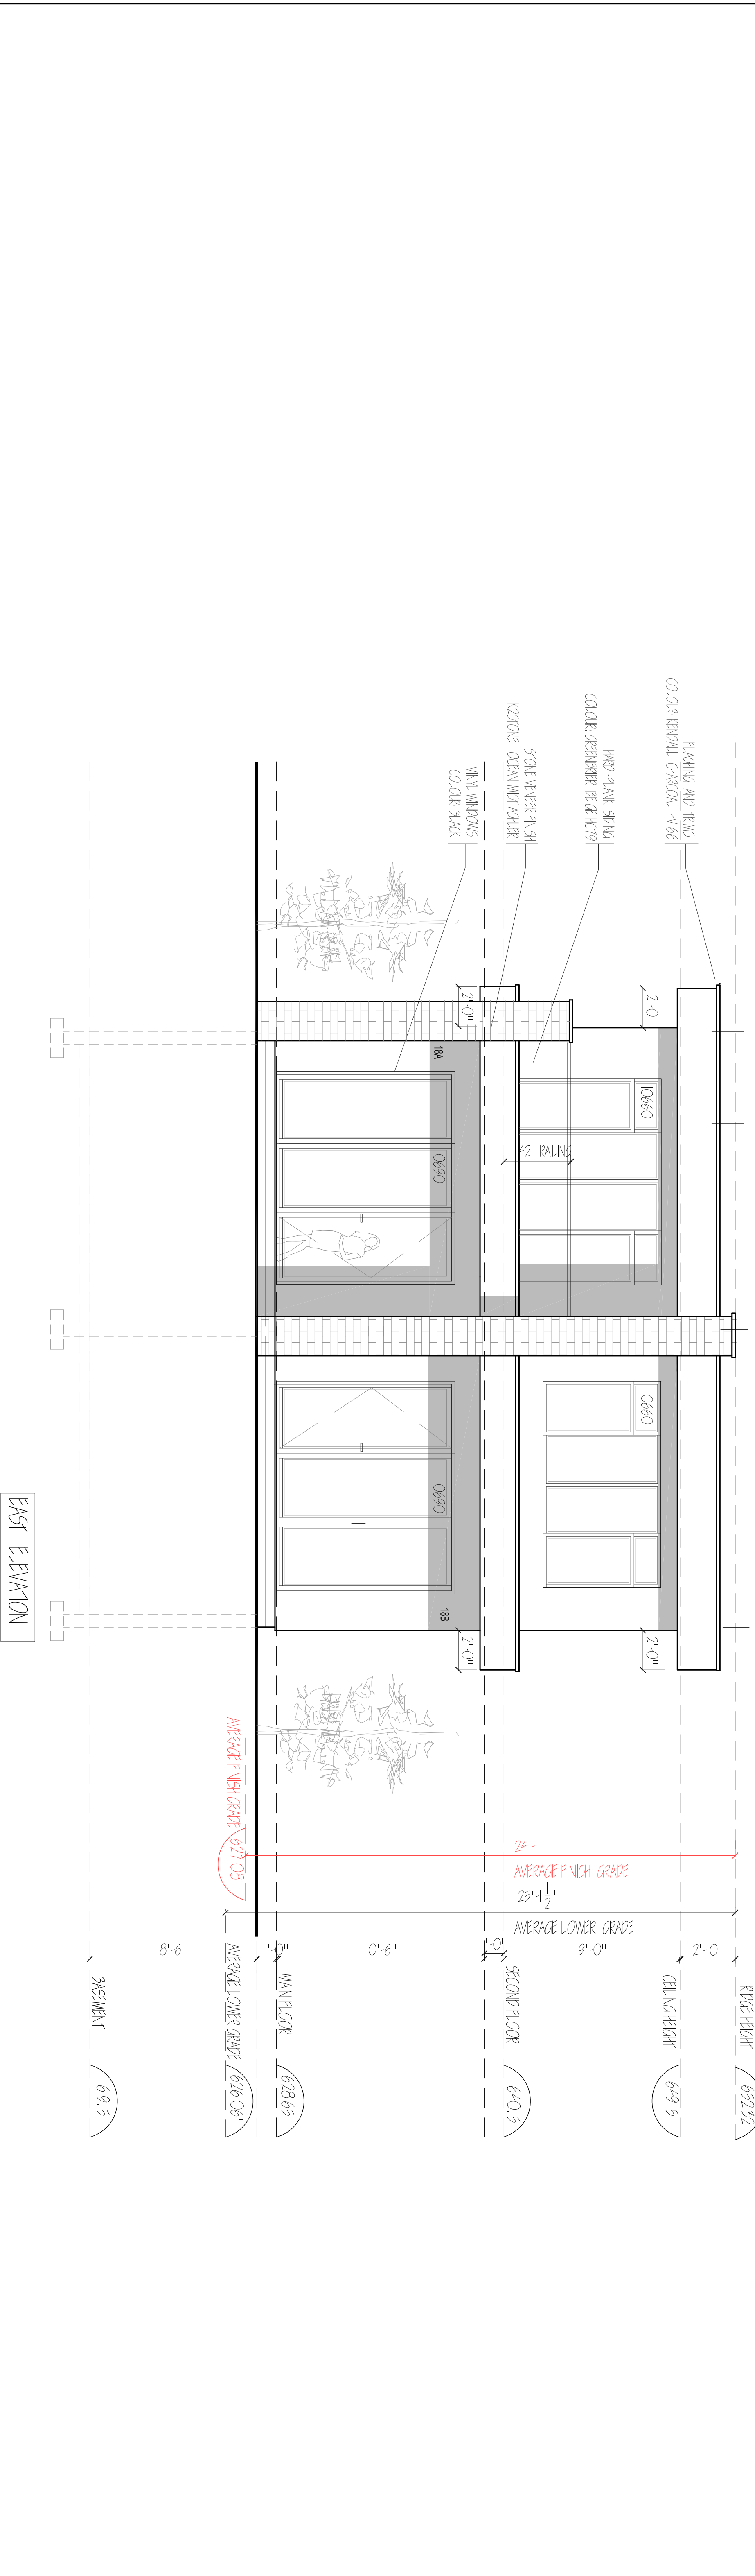 FLASHING AND TRIMS
COLOUR: KENDALL CHARCOAL HV166
HARDI-PLANK SIDING
COLOUR: GREENBRIER BEIGE HC79
STONE VENEER FINISH
K2STONE "OCEAN MIST ASHLER"
VINYL WINDOWS
COLOUR: BLACK
2'-0"
2'-0"
2'-0"
2'-0"
10660
10660
42" RAILING
18A
10690
10690
18B
24'-11"
AVERAGE FINISH GRADE
25'-11 1/2"
AVERAGE LOWER GRADE
2'-10"
9'-0"
1'-0"
10'-6"
1'-0"
8'-6"
RIDGE HEIGHT
652.32'
CEILING HEIGHT
649.15'
SECOND FLOOR
640.15'
MAIN FLOOR
628.65'
AVERAGE FINISH GRADE
627.08'
AVERAGE LOWER GRADE
626.06'
BASEMENT
619.15'
EAST ELEVATION